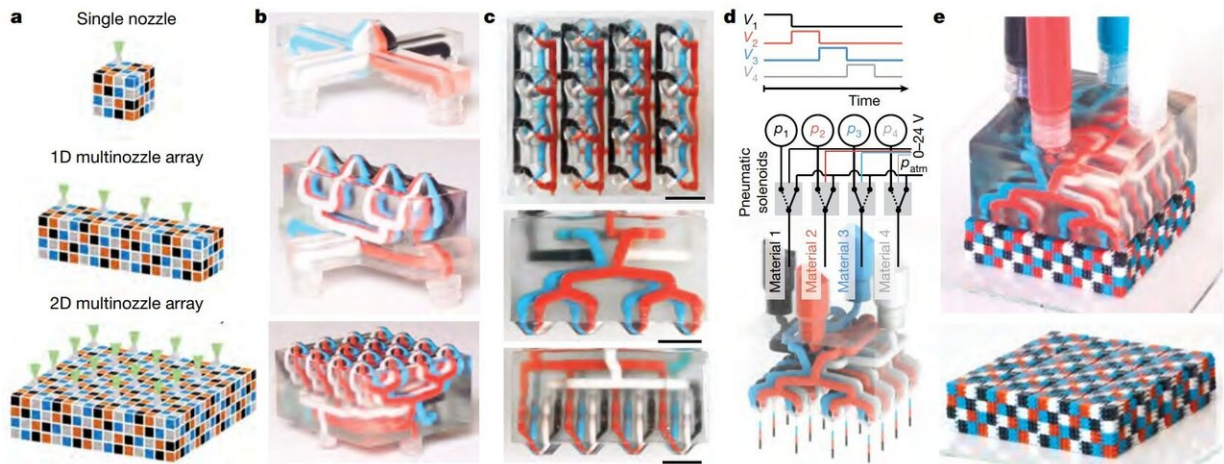 a
Single nozzle
1D multinozzle array
2D multinozzle array
b
c
d
V1
V2
V3
V4
Time
p1
p2
p3
p4
0–24 V
patm
Pneumatic
solenoids
Material 1
Material 2
Material 3
Material 4
e